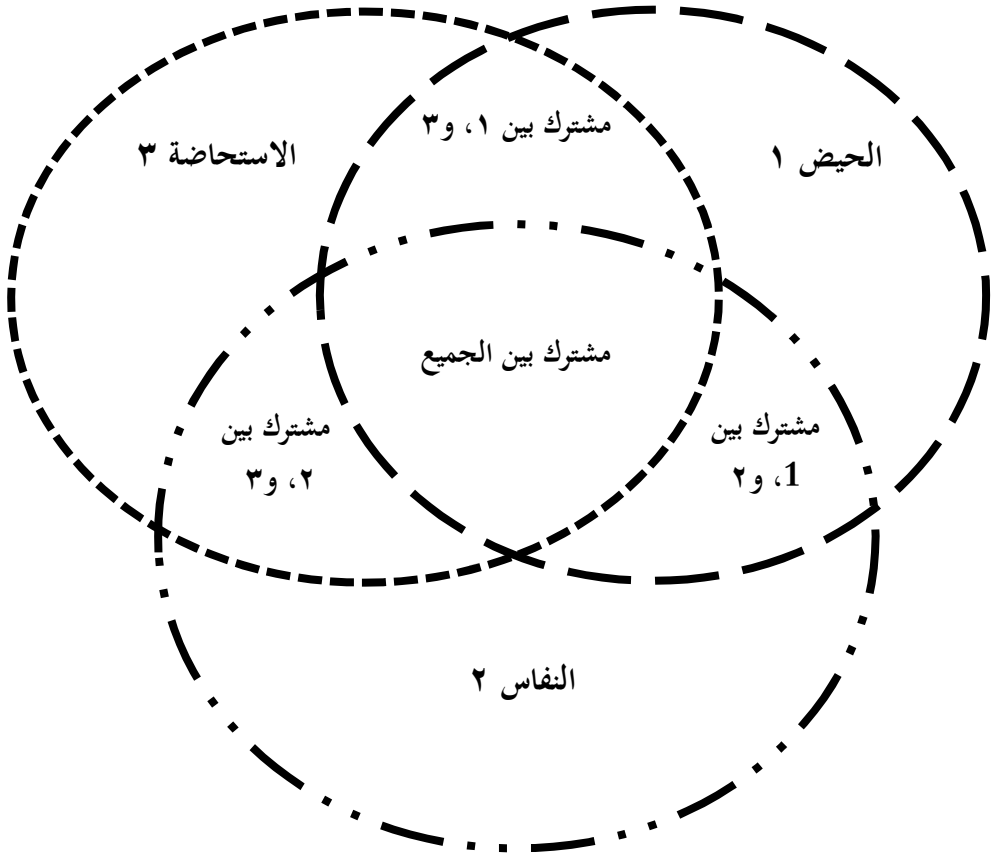 مشترك بين ١، و٣
الحيض ١
الاستحاضة ٣
مشترك بين الجميع
مشترك بين
1، و٢
مشترك بين
٢، و٣
النفاس ٢